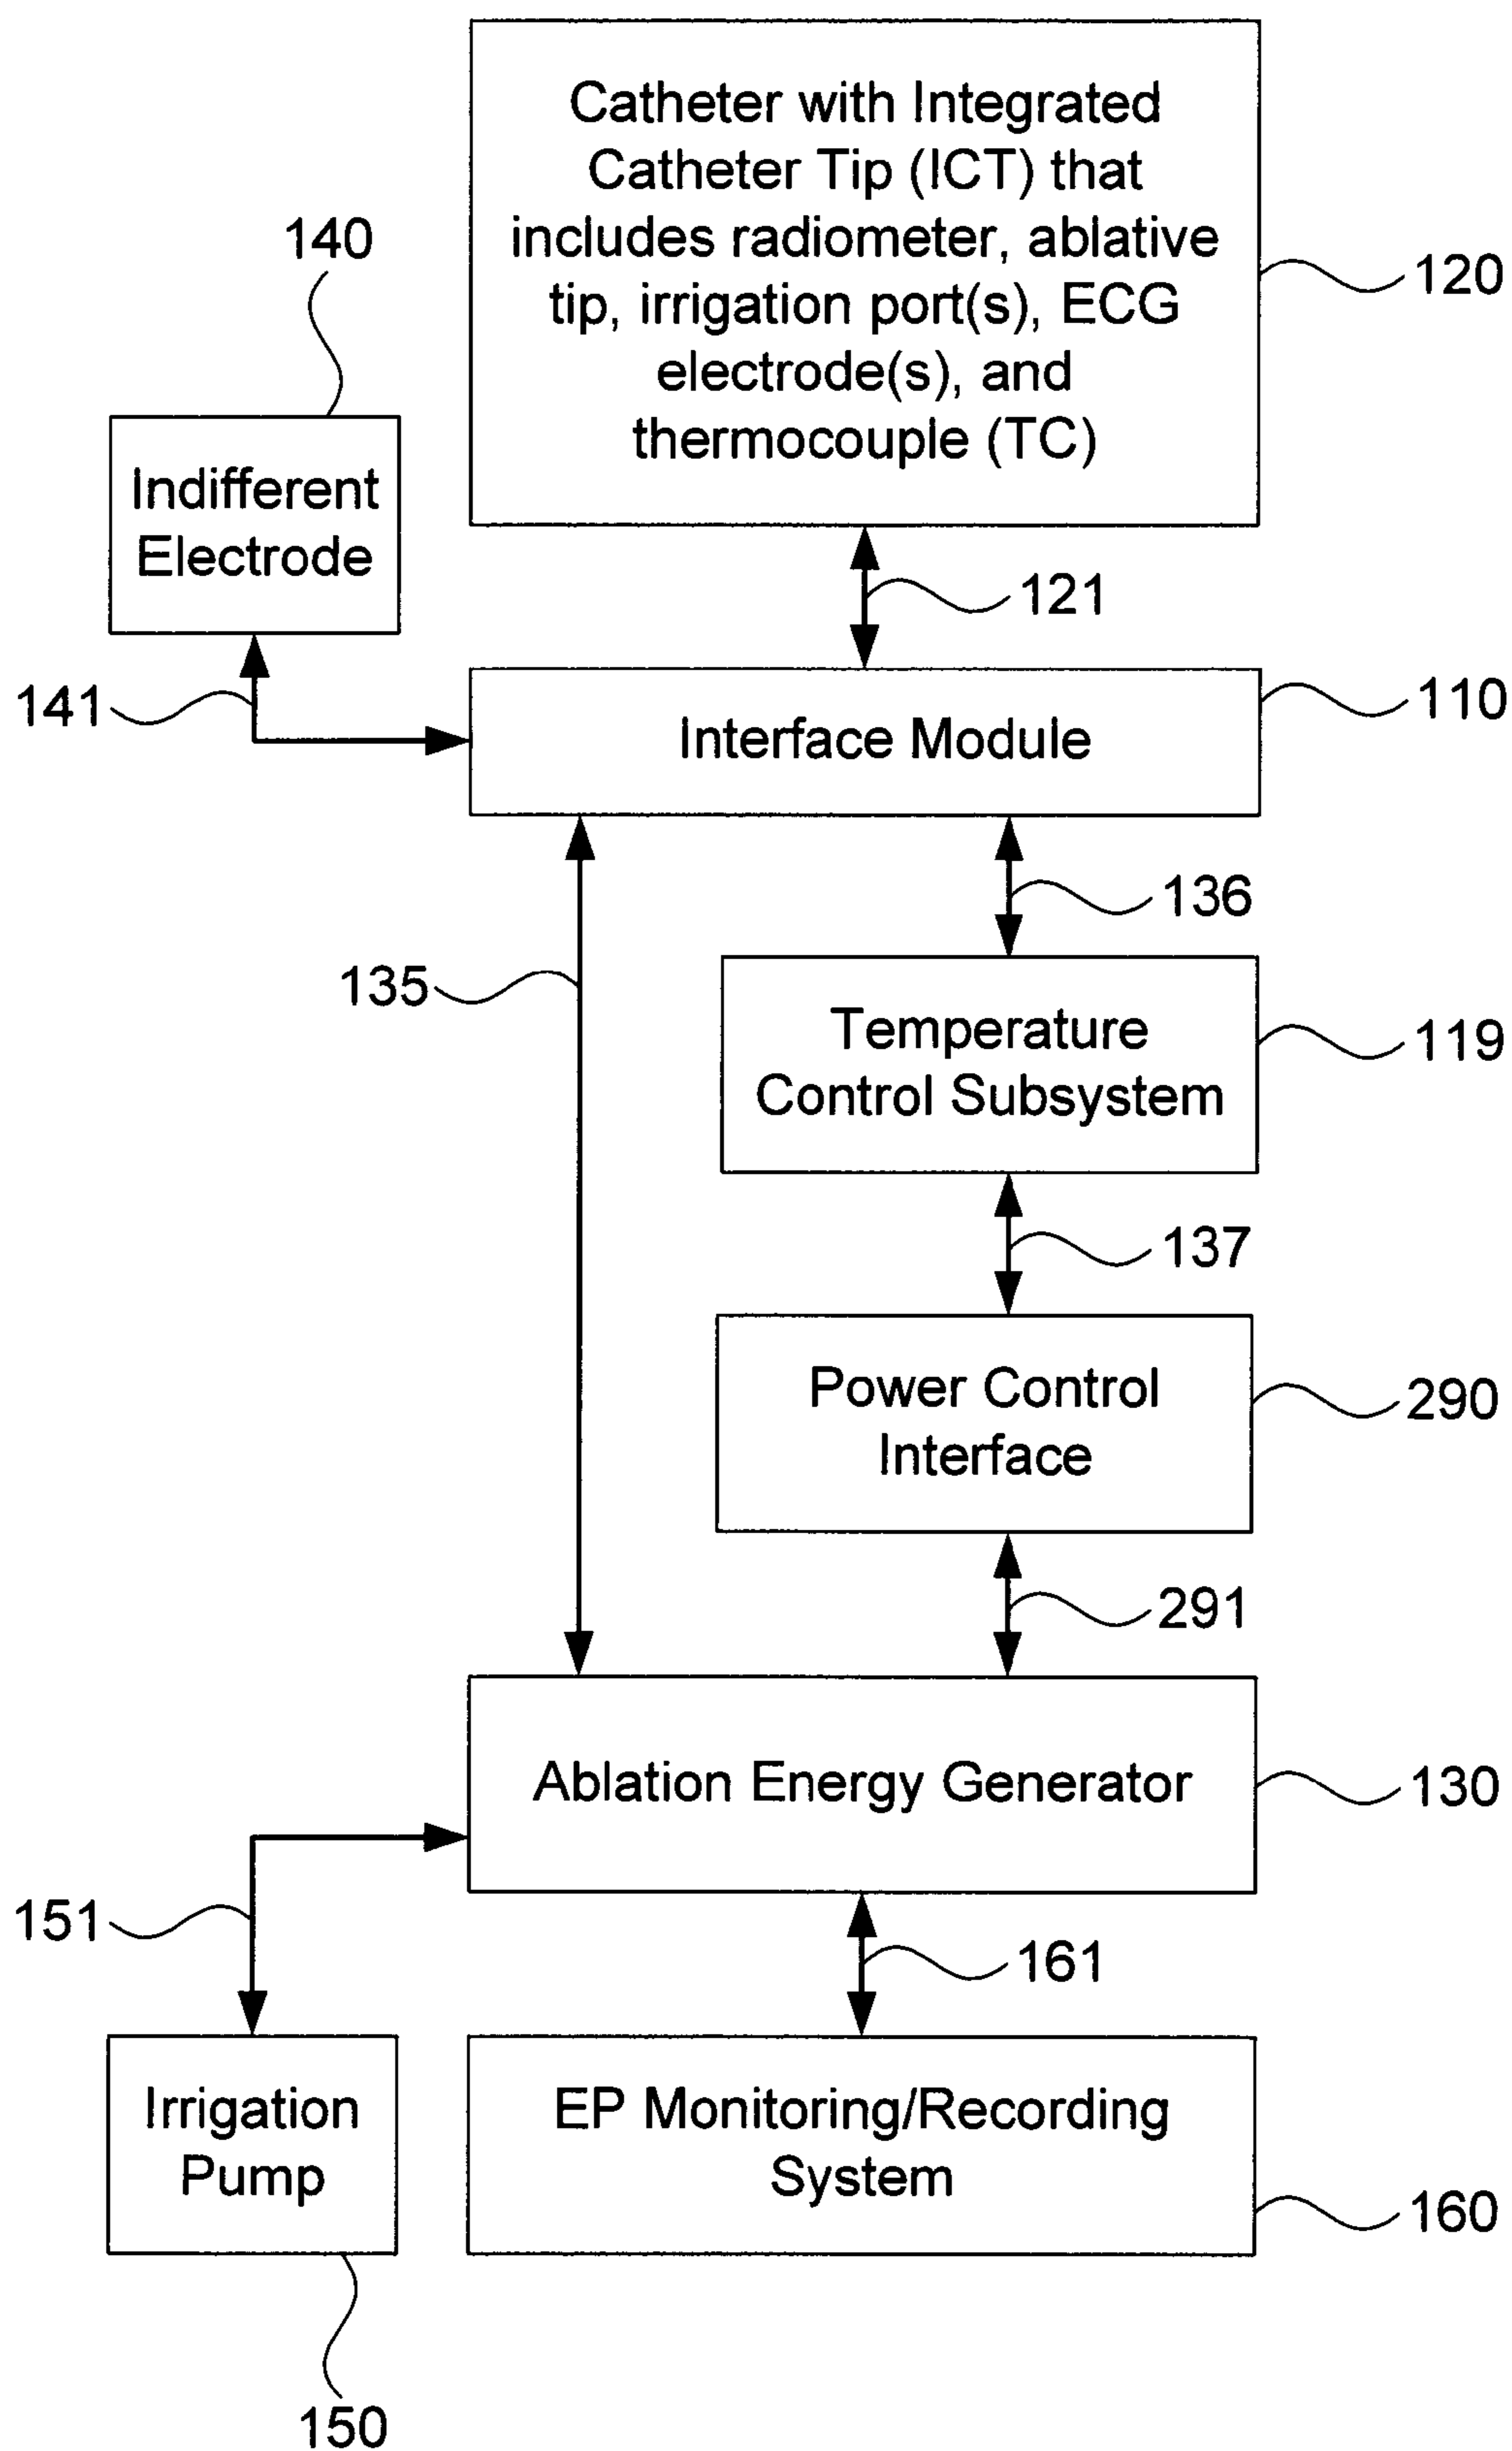 Catheter with Integrated
Catheter Tip (ICT) that
includes radiometer, ablative
tip, irrigation port(s), ECG
electrode(s), and
thermocouple (TC)
120
140
Indifferent
Electrode
121
141
Interface Module
110
136
135
Temperature
Control Subsystem
119
137
Power Control
Interface
290
291
Ablation Energy Generator
130
151
161
Irrigation
Pump
EP Monitoring/Recording
System
160
150